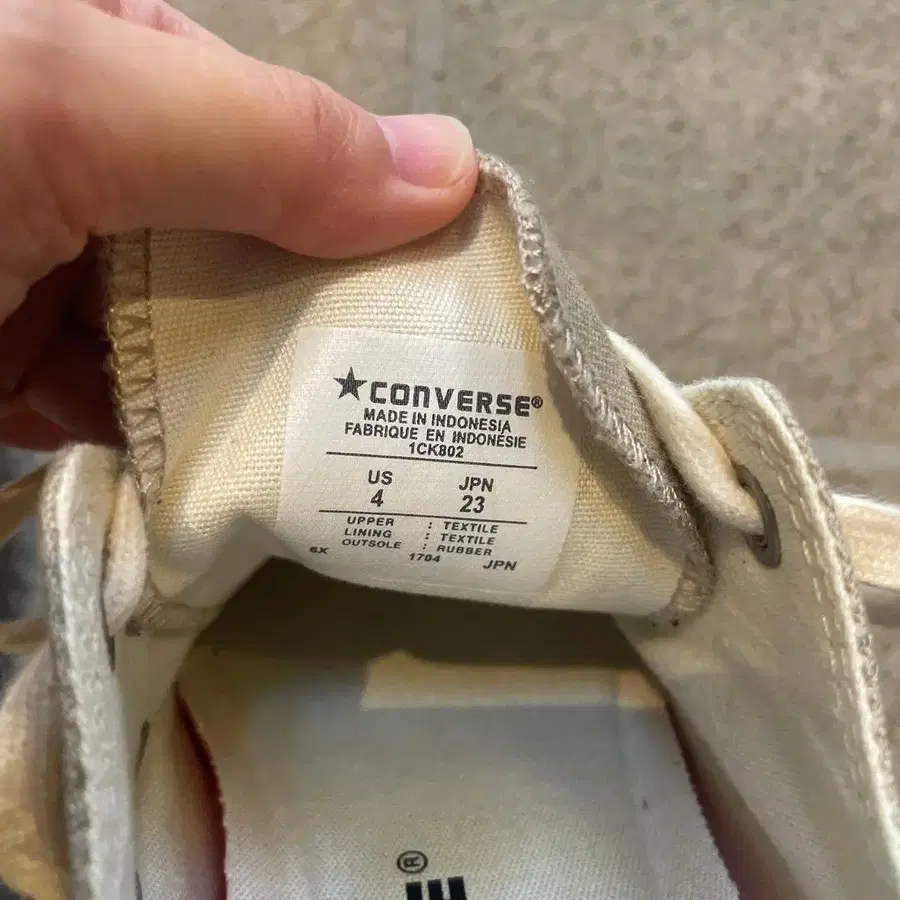 ★CONVERSE®
MADE IN INDONESIA
FABRIQUE EN INDONÉSIE
1CK802
US JPN
4 23
UPPER : TEXTILE
LINING : TEXTILE
OUTSOLE : RUBBER
6X 1704 JPN
®